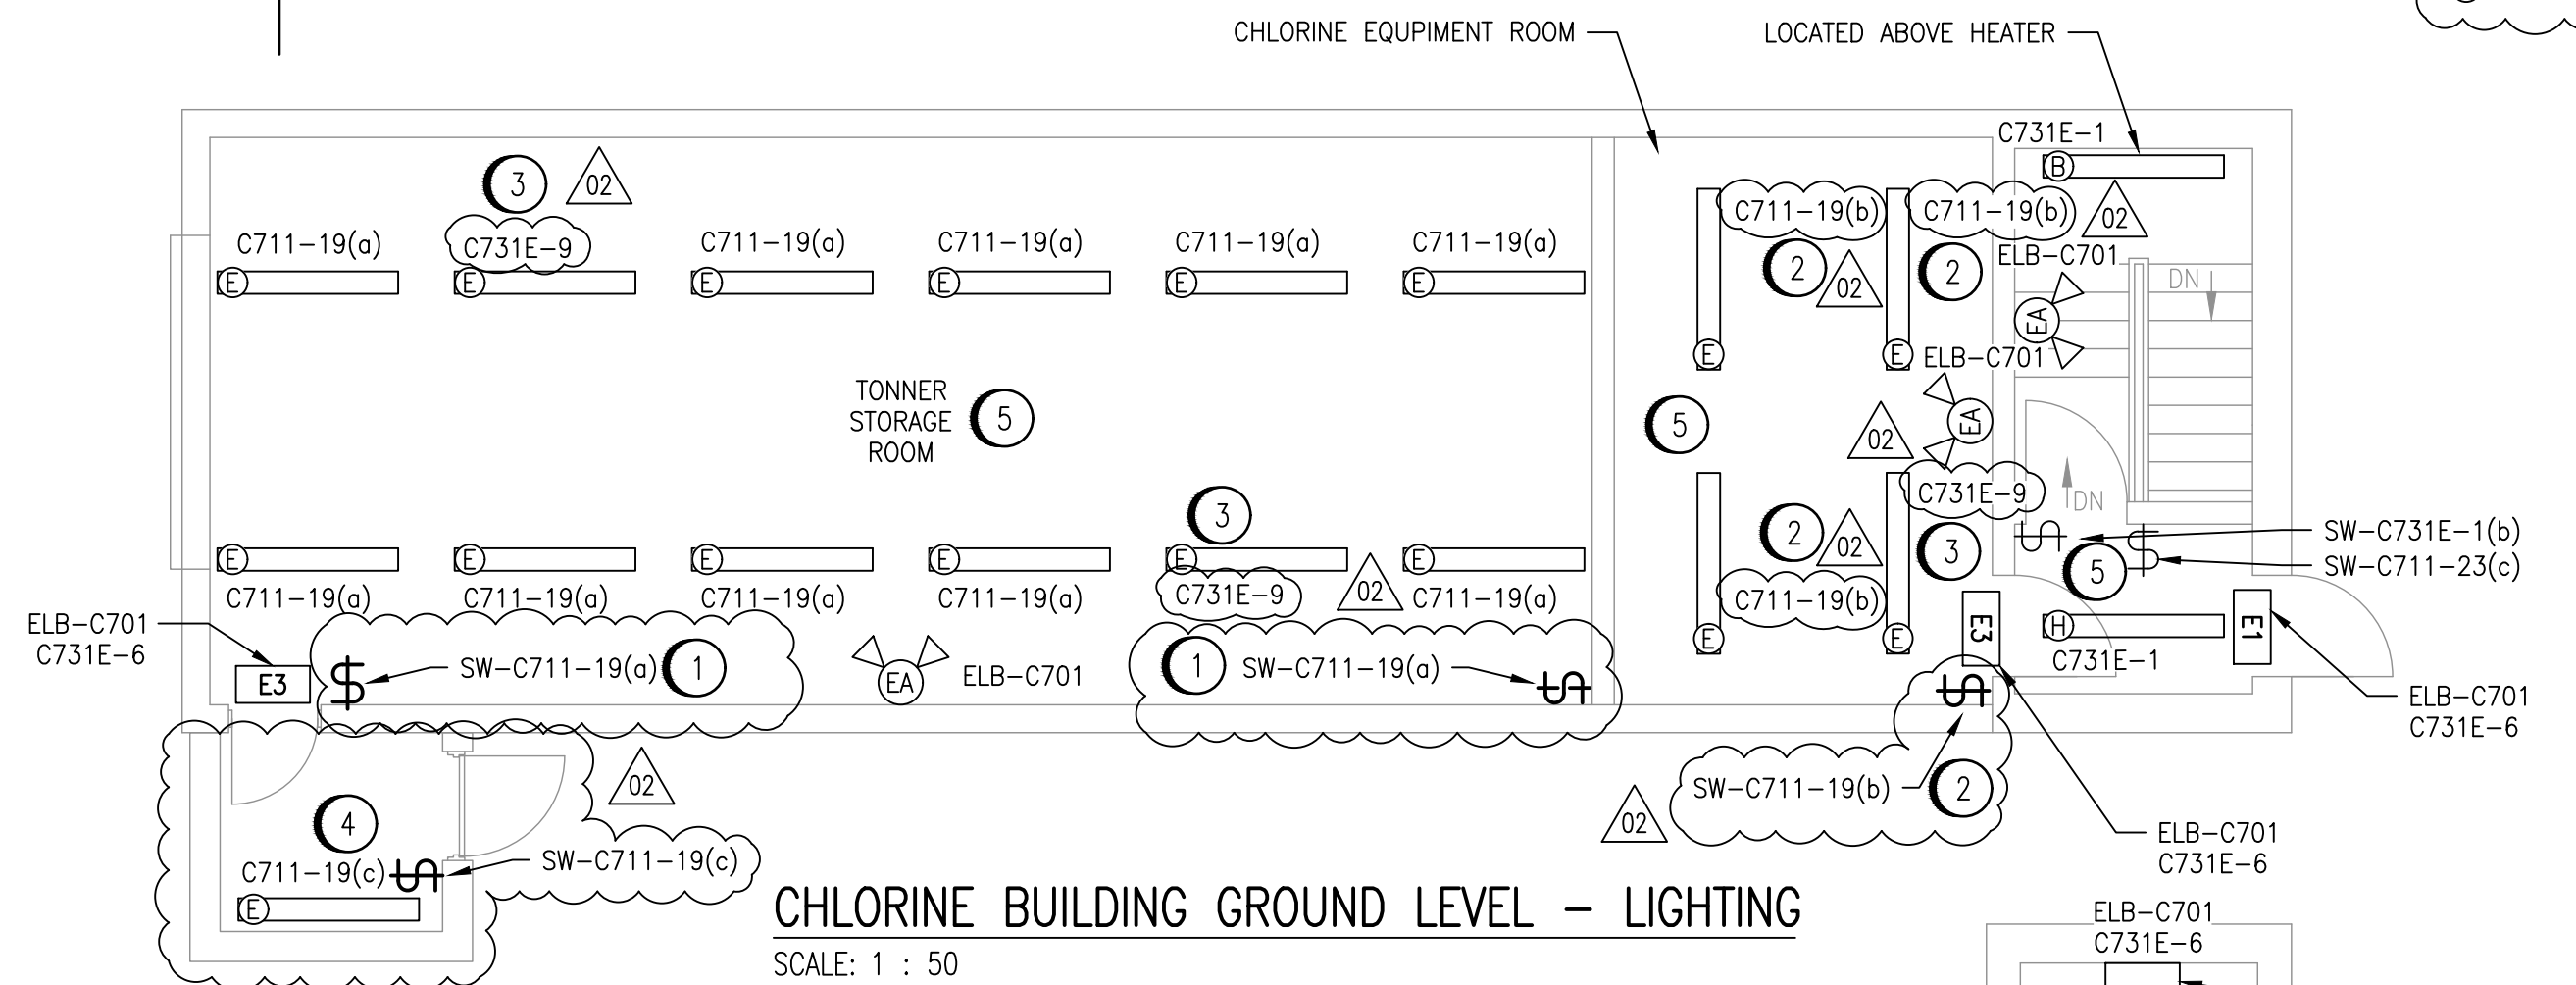 CHLORINE EQUPIMENT ROOM
LOCATED ABOVE HEATER
C731E-1
B
3
02
C711-19(b)
C711-19(b)
02
C711-19(a)
C731E-9
C711-19(a)
C711-19(a)
C711-19(a)
C711-19(a)
2
02
2
ELB-C701
DN
E
E
E
E
E
E
EA
E
E
ELB-C701
TONNER
STORAGE
ROOM
5
5
02
EA
C731E-9
DN
3
2
02
3
SW-C731E-1(b)
SW-C711-23(c)
5
E
E
E
E
E
E
C711-19(a)
C711-19(a)
C711-19(a)
C711-19(a)
C731E-9
02
C711-19(a)
C711-19(b)
E
E
E3
H
C731E-1
E1
ELB-C701
C731E-6
ELB-C701
C731E-6
E3
SW-C711-19(a)
1
EA
ELB-C701
1
SW-C711-19(a)
02
4
C711-19(c)
SW-C711-19(c)
E
02
SW-C711-19(b)
2
ELB-C701
C731E-6
CHLORINE BUILDING GROUND LEVEL - LIGHTING
SCALE: 1 : 50
ELB-C701
C731E-6